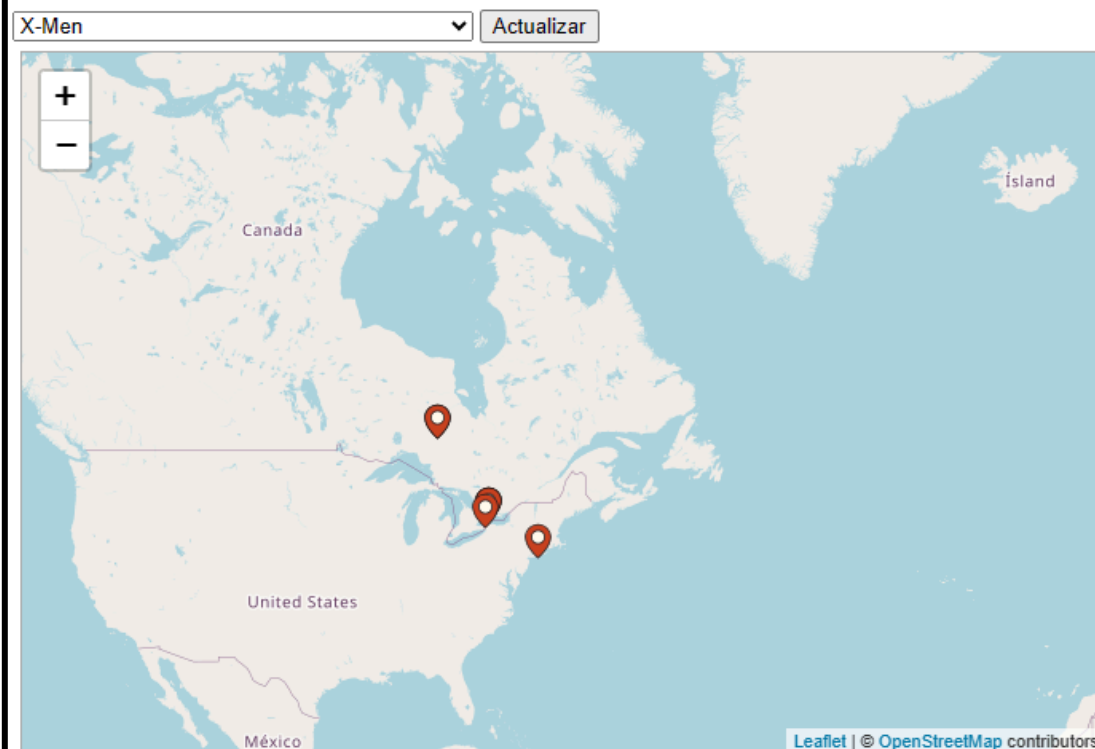 X-Men Actualizar
+
−
Ísland
Canada
United States
México
Leaflet | © OpenStreetMap contributors